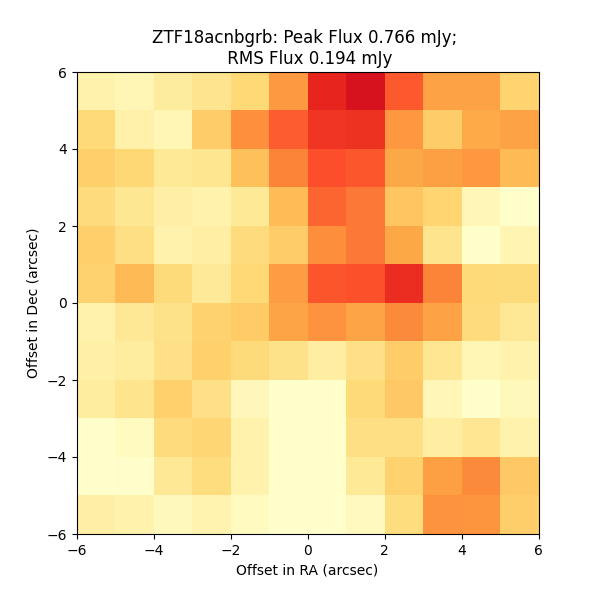 ZTF18acnbgrb: Peak Flux 0.766 mJy;
RMS Flux 0.194 mJy
6
4
2
0
−2
−4
−6
Offset in Dec (arcsec)
−6 −4 −2 0 2 4 6
Offset in RA (arcsec)